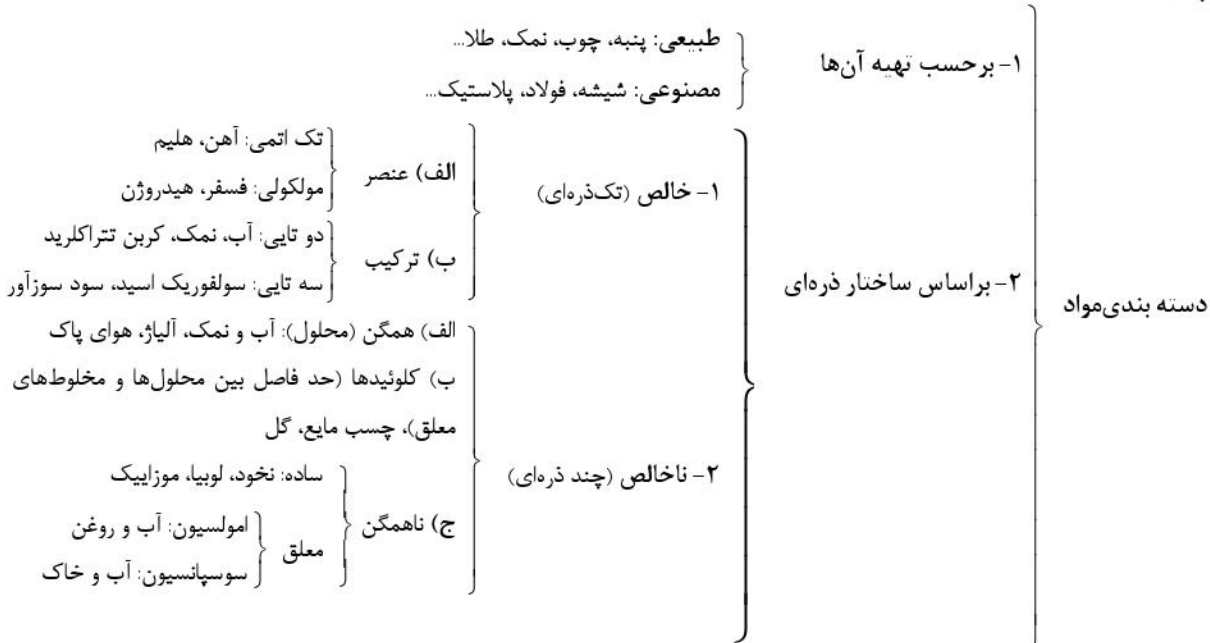 دسته بندی‌مواد
۱- برحسب تهیه آن‌ها
طبیعی: پنبه، چوب، نمک، طلا...
مصنوعی: شیشه، فولاد، پلاستیک...
۲- براساس ساختار ذره‌ای
۱- خالص (تک‌ذره‌ای)
الف) عنصر
تک اتمی: آهن، هلیم
مولکولی: فسفر، هیدروژن
ب) ترکیب
دو تایی: آب، نمک، کربن تتراکلرید
سه تایی: سولفوریک اسید، سود سوزآور
۲- ناخالص (چند ذره‌ای)
الف) همگن (محلول): آب و نمک، آلیاژ، هوای پاک
ب) کلوئیدها (حد فاصل بین محلول‌ها و مخلوط‌های
معلق)، چسب مایع، گل
ج) ناهمگن
ساده: نخود، لوبیا، موزاییک
معلق
امولسیون: آب و روغن
سوسپانسیون: آب و خاک